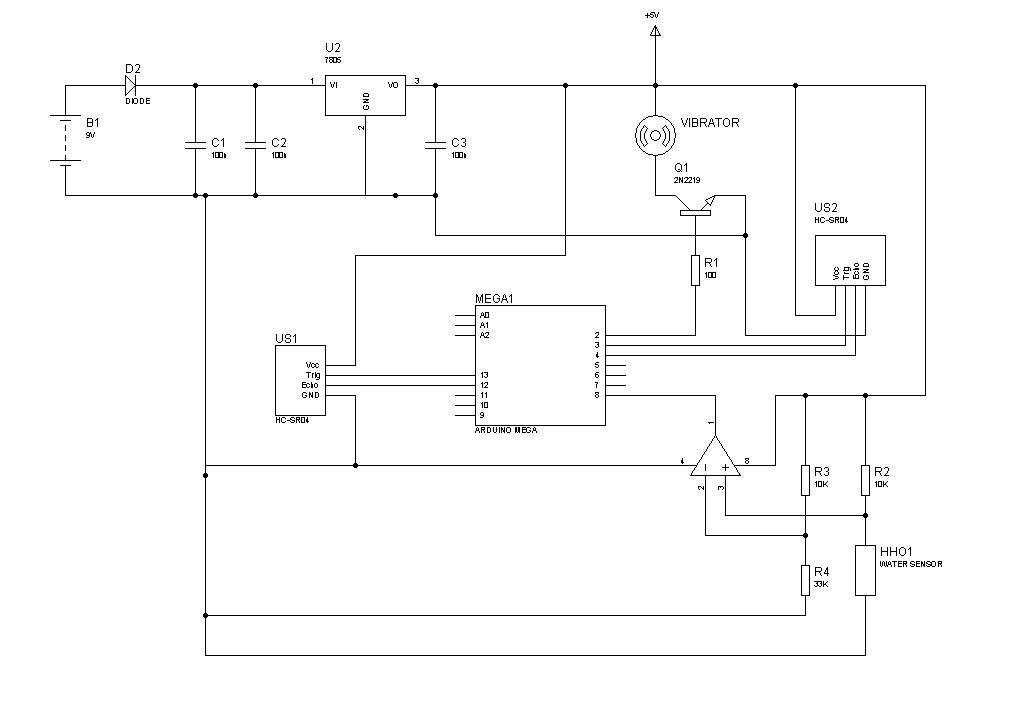 +5V
D2
DIODE
U2
7805
1 VI VO 3
GND
2
B1
9V
C1
100n
C2
100n
C3
100n
VIBRATOR
Q1
2N2219
R1
100
US2
HC-SR04
Vcc
Trig
Echo
GND
MEGA1
A0
A1
A2
13
12
11
10
9
2
3
4
5
6
7
8
ARDUINO MEGA
US1
Vcc
Trig
Echo
GND
HC-SR04
1
4
8
2
3
R3
10K
R2
10K
R4
33K
HHO1
WATER SENSOR